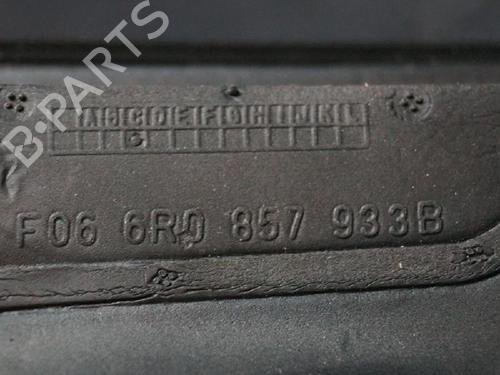 B-PARTS
ABCDEFGHIJKL
F06 6R0 857 933B